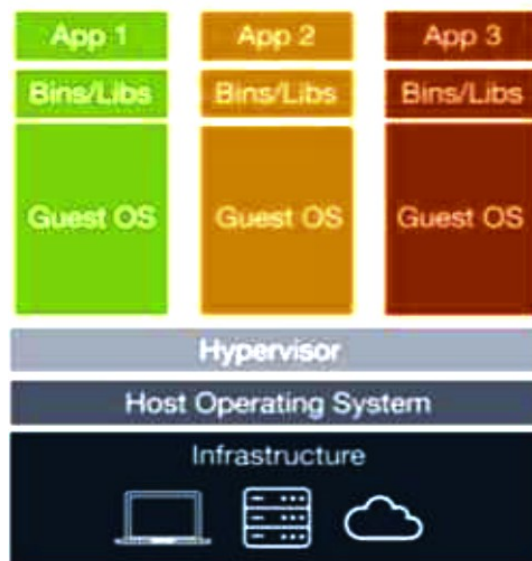 App 1 App 2 App 3
Bins/Libs Bins/Libs Bins/Libs
Guest OS Guest OS Guest OS
Hypervisor
Host Operating System
Infrastructure